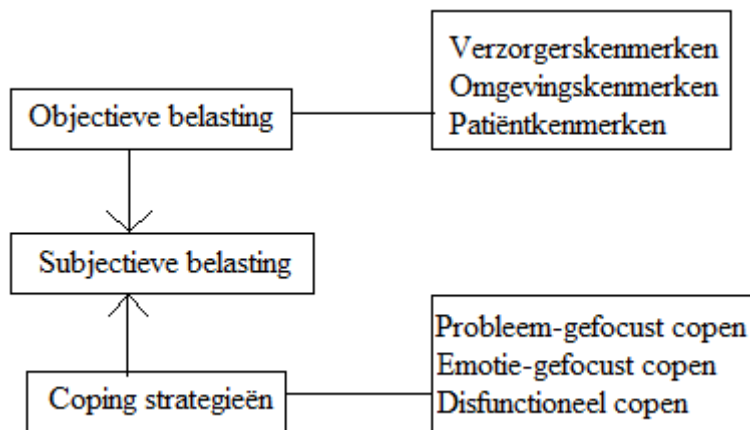 Verzorgerskenmerken
Omgevingskenmerken
Patiëntkenmerken
Objectieve belasting
Subjectieve belasting
Probleem-gefocust copen
Emotie-gefocust copen
Disfunctioneel copen
Coping strategieën